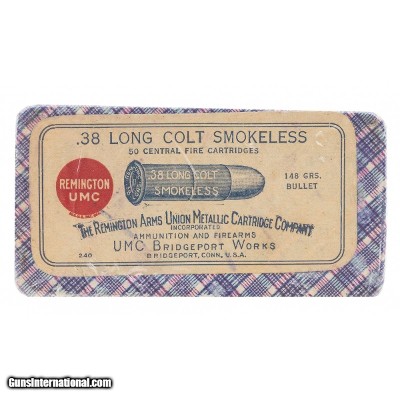 .38 LONG COLT SMOKELESS
50 CENTRAL FIRE CARTRIDGES
.38 LONG COLT
SMOKELESS
148 GRS.
BULLET
REMINGTON
UMC
THE REMINGTON ARMS UNION METALLIC CARTRIDGE COMPANY
INCORPORATED
AMMUNITION AND FIREARMS
UMC BRIDGEPORT WORKS
240
BRIDGEPORT, CONN., U.S.A.
GunsInternational.com